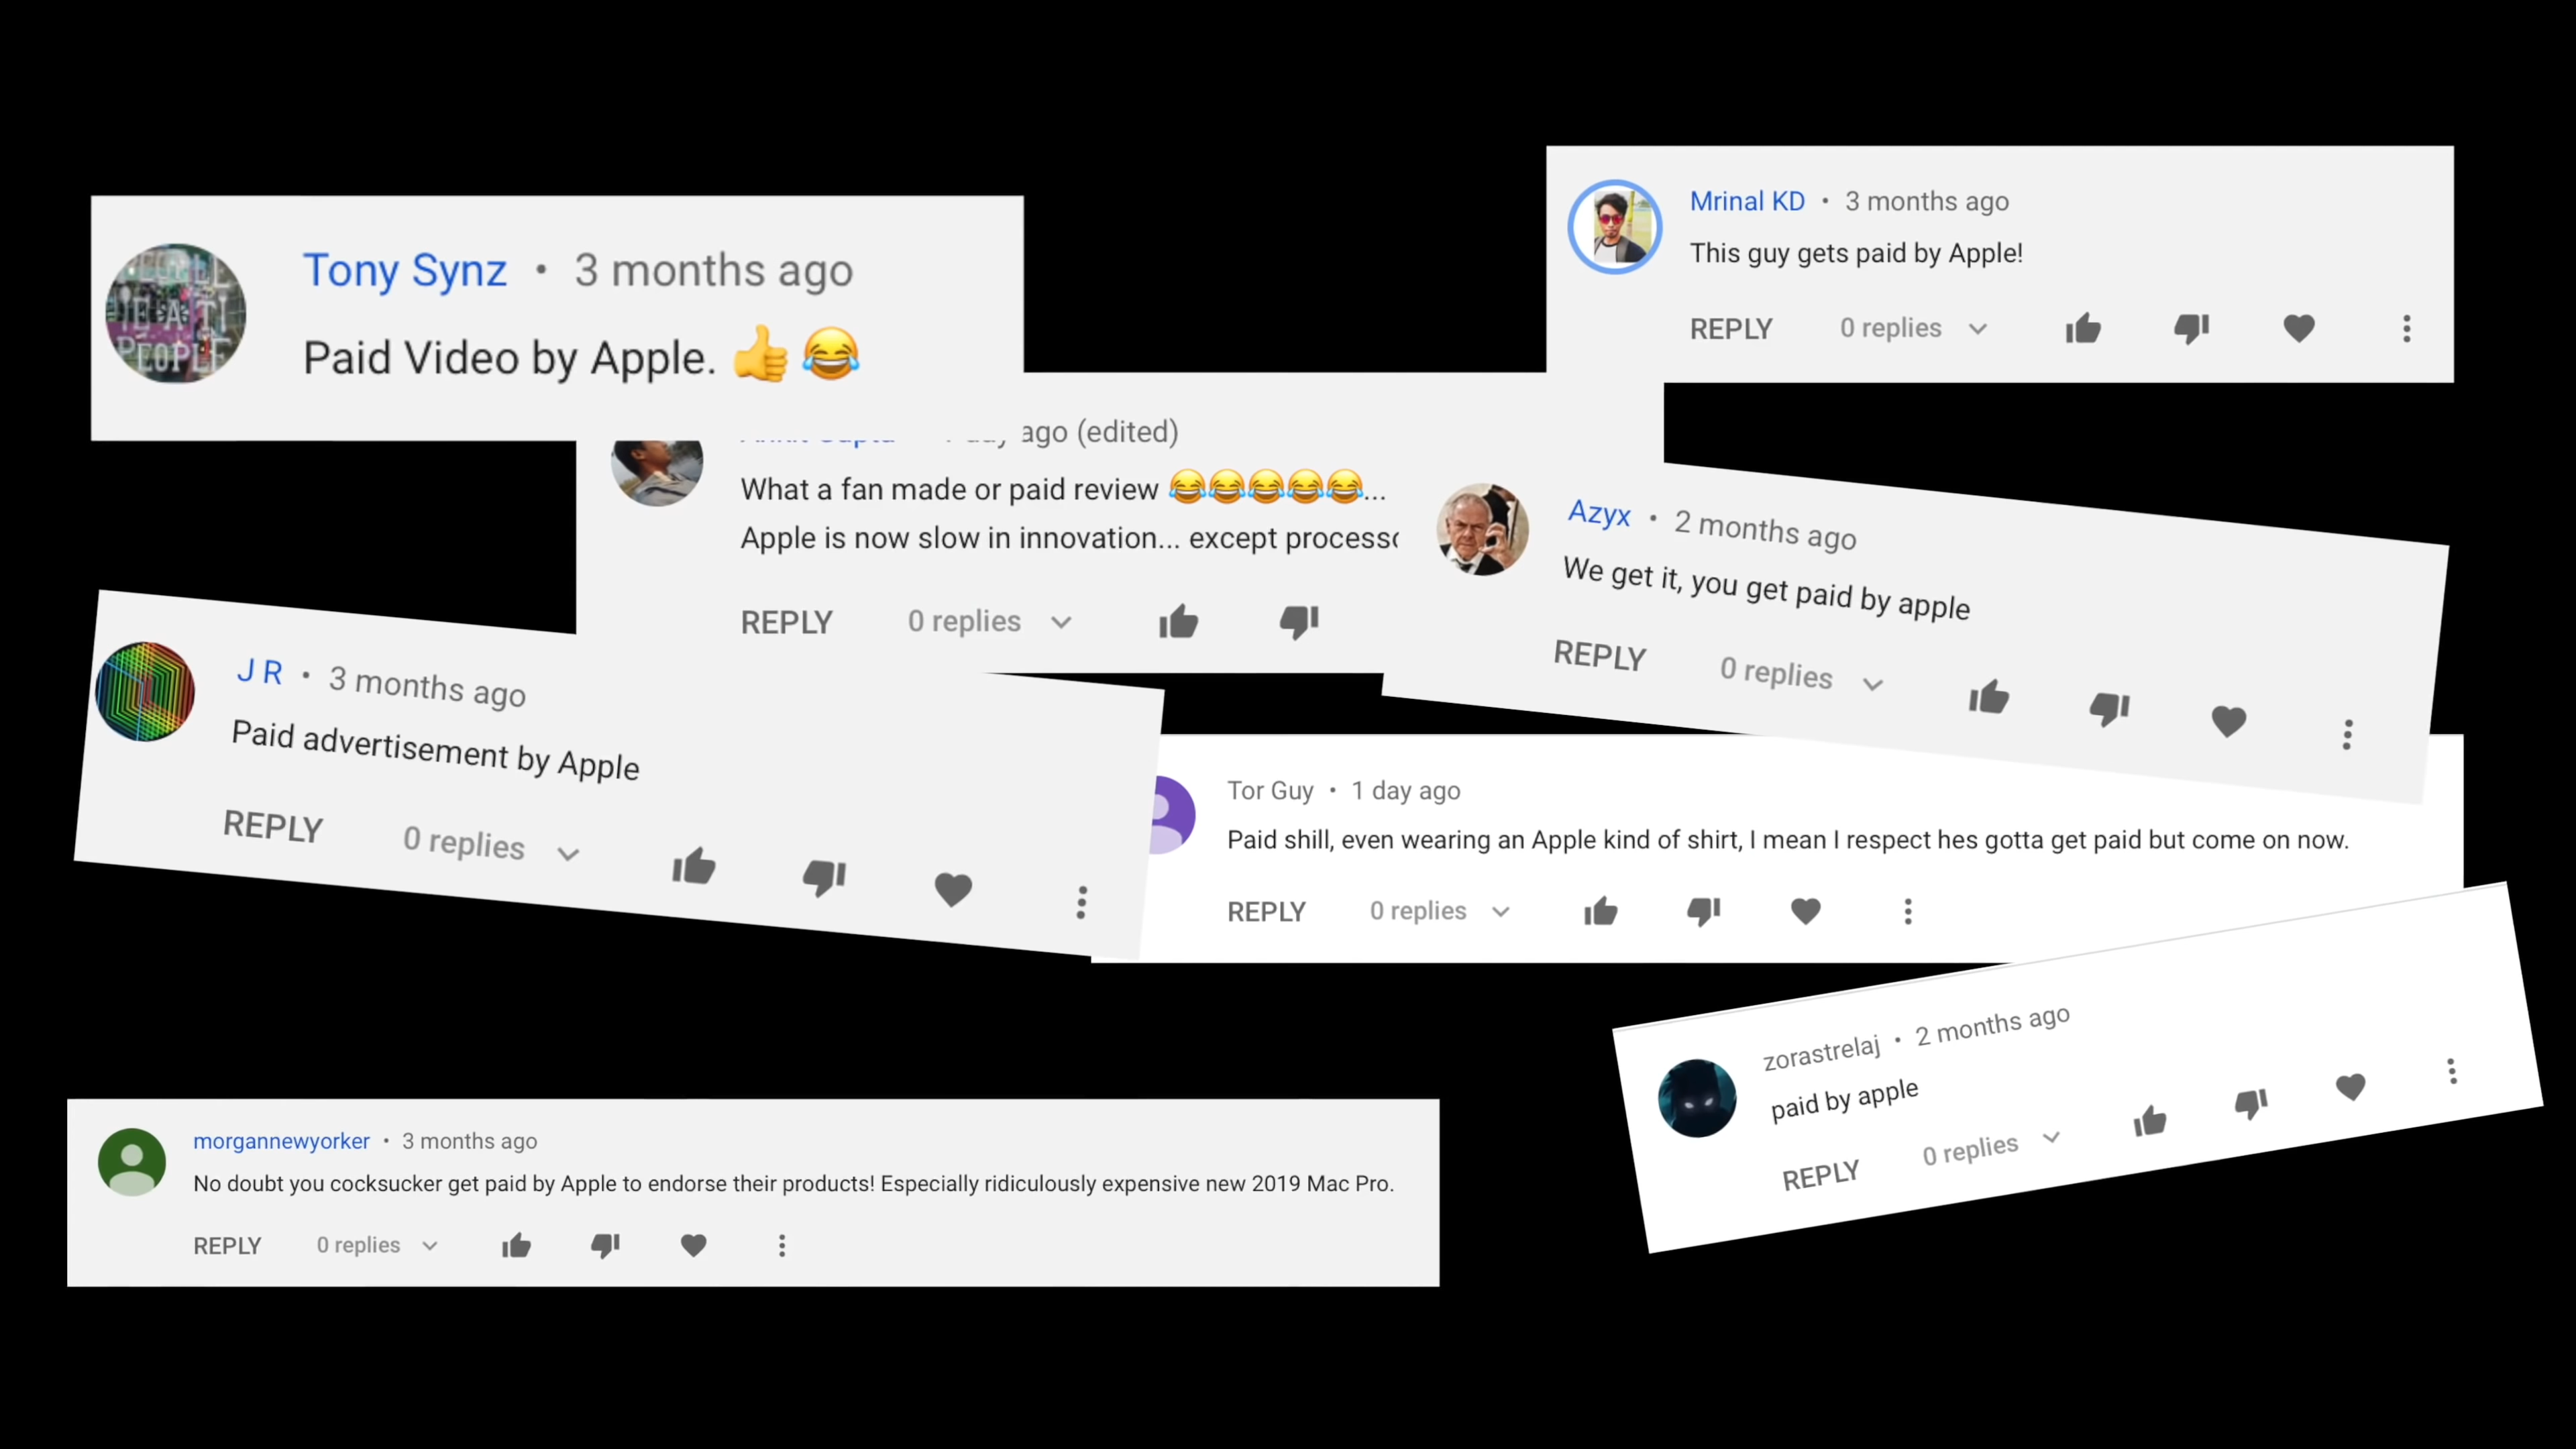 Tony Synz • 3 months ago
Paid Video by Apple. 👍😂
Mrinal KD • 3 months ago
This guy gets paid by Apple!
REPLY 0 replies
ago (edited)
What a fan made or paid review 😂😂😂😂😂...
Apple is now slow in innovation... except
REPLY 0 replies
Azyx • 2 months ago
We get it, you get paid by apple
REPLY 0 replies
J R • 3 months ago
Paid advertisement by Apple
REPLY 0 replies
Tor Guy • 1 day ago
Paid shill, even wearing an Apple kind of shirt, I mean I respect hes gotta get paid but come on now.
REPLY 0 replies
zorastrelaj • 2 months ago
paid by apple
REPLY 0 replies
morgannewyorker • 3 months ago
No doubt you cocksucker get paid by Apple to endorse their products! Especially ridiculously expensive new 2019 Mac Pro.
REPLY 0 replies